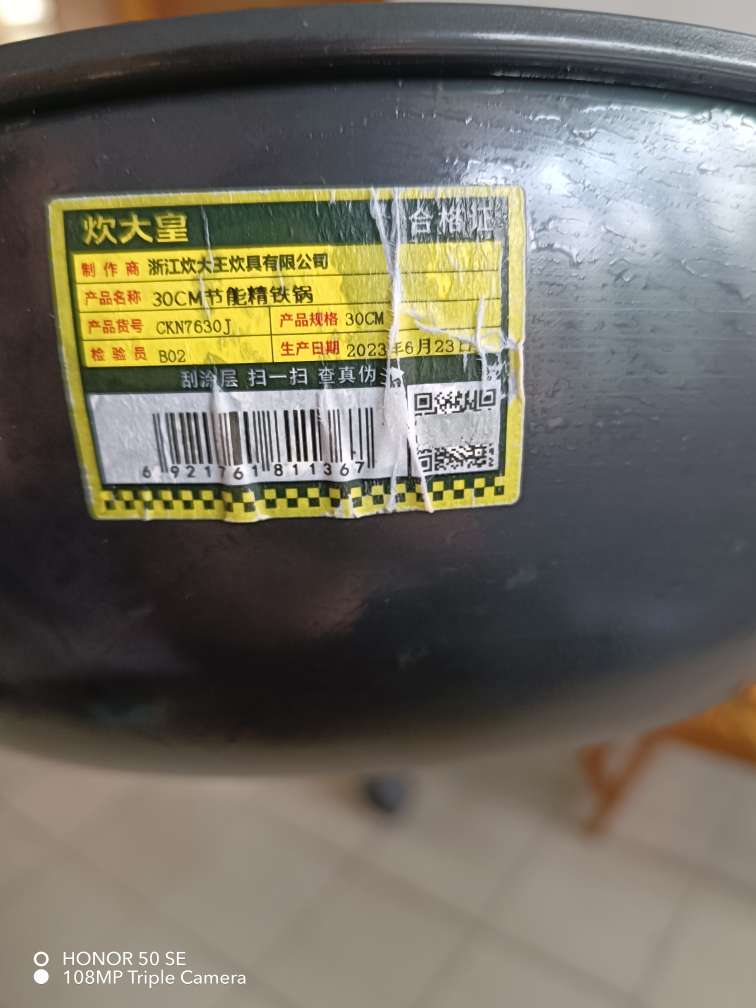 炊大皇 合格证
制作商 浙江炊大王炊具有限公司
产品名称 30CM节能精铁锅
产品货号 CKN7630J 产品规格 30CM
检验员 B02 生产日期 2023年6月23日
刮涂层 扫一扫 查真伪
6 921761 811367
HONOR 50 SE
108MP Triple Camera